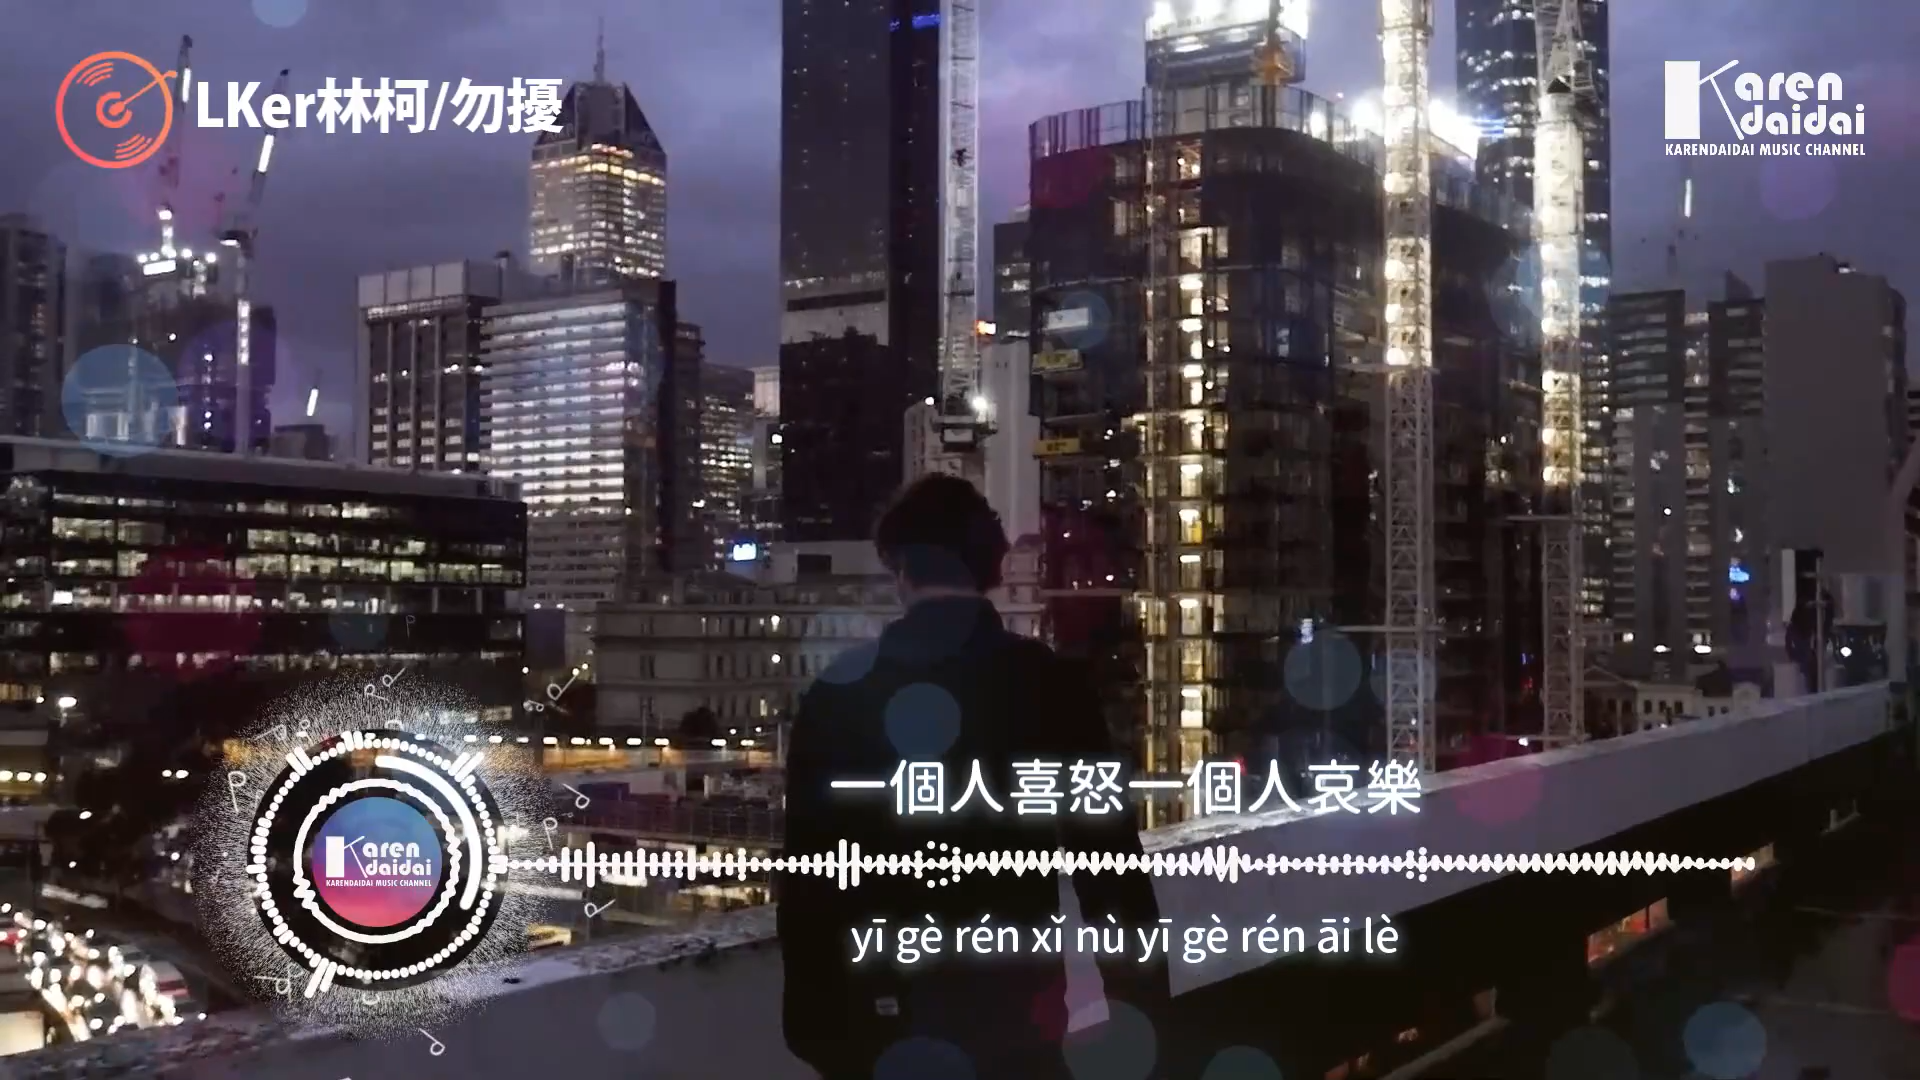 LKer林柯/勿擾
Karen
daidai
KARENDAIDAI MUSIC CHANNEL
一個人喜怒一個人哀樂
Karen
daidai
KARENDAIDAI MUSIC CHANNEL
yī gè rén xǐ nù yī gè rén āi lè